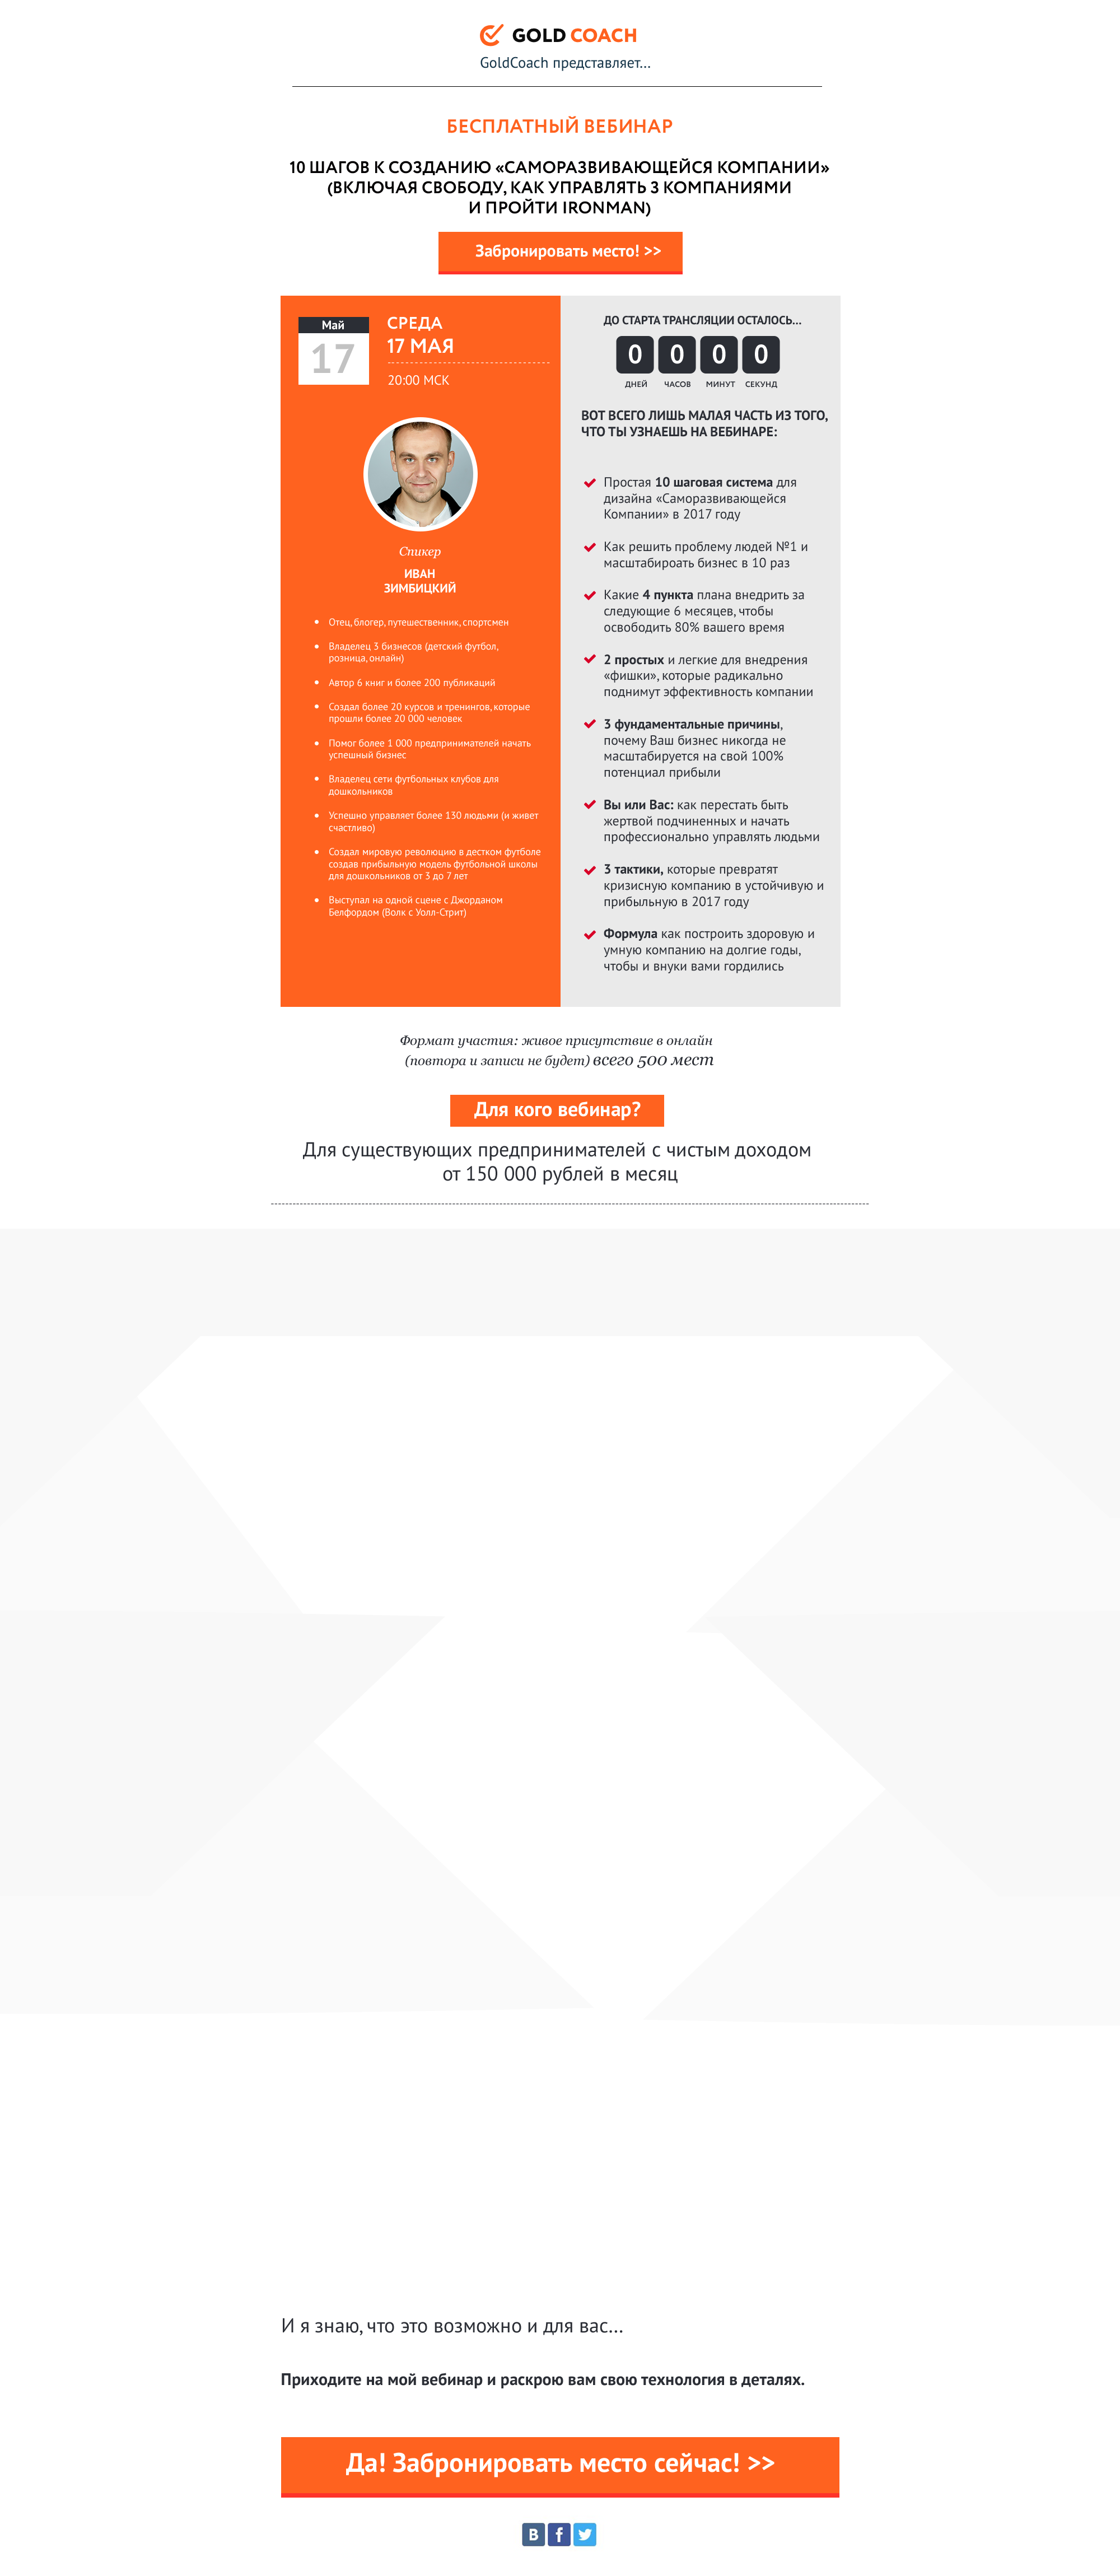 GOLD COACH
GoldCoach представляет...
БЕСПЛАТНЫЙ ВЕБИНАР
10 ШАГОВ К СОЗДАНИЮ «САМОРАЗВИВАЮЩЕЙСЯ КОМПАНИИ»
(ВКЛЮЧАЯ СВОБОДУ, КАК УПРАВЛЯТЬ 3 КОМПАНИЯМИ
И ПРОЙТИ IRONMAN)
Забронировать место! >>
Май
17
СРЕДА
17 МАЯ
20:00 МСК
Спикер
ИВАН
ЗИМБИЦКИЙ
Отец, блогер, путешественник, спортсмен
Владелец 3 бизнесов (детский футбол,
розница, онлайн)
Автор 6 книг и более 200 публикаций
Создал более 20 курсов и тренингов, которые
прошли более 20 000 человек
Помог более 1 000 предпринимателей начать
успешный бизнес
Владелец сети футбольных клубов для
дошкольников
Успешно управляет более 130 людьми (и живет
счастливо)
Создал мировую революцию в дестком футболе
создав прибыльную модель футбольной школы
для дошкольников от 3 до 7 лет
Выступал на одной сцене с Джорданом
Белфордом (Волк с Уолл-Стрит)
ДО СТАРТА ТРАНСЛЯЦИИ ОСТАЛОСЬ...
0 0 0 0
ДНЕЙ ЧАСОВ МИНУТ СЕКУНД
ВОТ ВСЕГО ЛИШЬ МАЛАЯ ЧАСТЬ ИЗ ТОГО,
ЧТО ТЫ УЗНАЕШЬ НА ВЕБИНАРЕ:
Простая 10 шаговая система для
дизайна «Саморазвивающейся
Компании» в 2017 году
Как решить проблему людей №1 и
масштабироать бизнес в 10 раз
Какие 4 пункта плана внедрить за
следующие 6 месяцев, чтобы
освободить 80% вашего время
2 простых и легкие для внедрения
«фишки», которые радикально
поднимут эффективность компании
3 фундаментальные причины,
почему Ваш бизнес никогда не
масштабируется на свой 100%
потенциал прибыли
Вы или Вас: как перестать быть
жертвой подчиненных и начать
профессионально управлять людьми
3 тактики, которые превратят
кризисную компанию в устойчивую и
прибыльную в 2017 году
Формула как построить здоровую и
умную компанию на долгие годы,
чтобы и внуки вами гордились
Формат участия: живое присутствие в онлайн
(повтора и записи не будет) всего 500 мест
Для кого вебинар?
Для существующих предпринимателей с чистым доходом
от 150 000 рублей в месяц
И я знаю, что это возможно и для вас...
Приходите на мой вебинар и раскрою вам свою технология в деталях.
Да! Забронировать место сейчас! >>